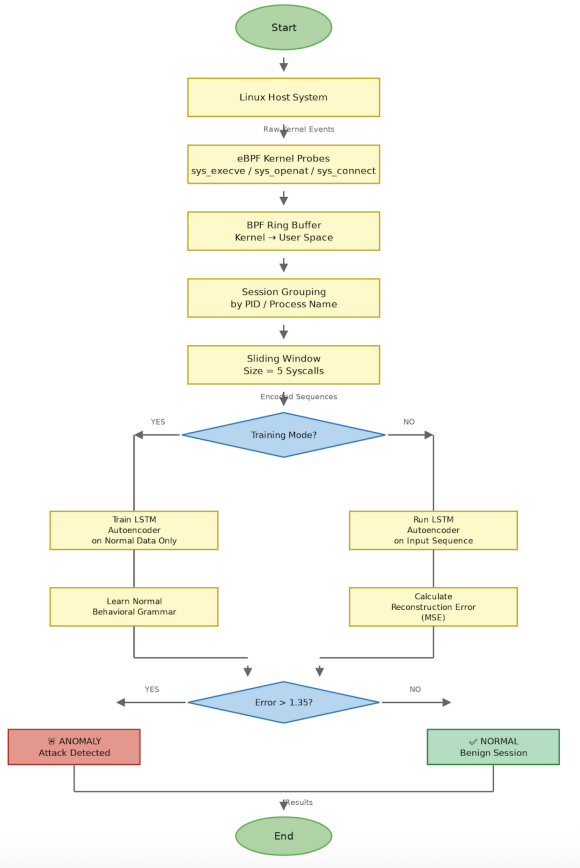 Start
Linux Host System
Raw Kernel Events
eBPF Kernel Probes
sys_execve / sys_openat / sys_connect
BPF Ring Buffer
Kernel → User Space
Session Grouping
by PID / Process Name
Sliding Window
Size = 5 Syscalls
Encoded Sequences
YES
Training Mode?
NO
Train LSTM
Autoencoder
on Normal Data Only
Run LSTM
Autoencoder
on Input Sequence
Learn Normal
Behavioral Grammar
Calculate
Reconstruction Error
(MSE)
YES
Error > 1.35?
NO
🚨 ANOMALY
Attack Detected
✅ NORMAL
Benign Session
Results
End